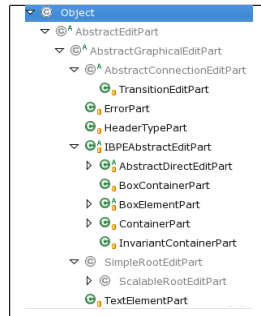 Object
AbstractEditPart
AbstractGraphicalEditPart
AbstractConnectionEditPart
TransitionEditPart
ErrorPart
HeaderTypePart
IBPEAbstractEditPart
AbstractDirectEditPart
BoxContainerPart
BoxElementPart
ContainerPart
InvariantContainerPart
SimpleRootEditPart
ScalableRootEditPart
TextElementPart